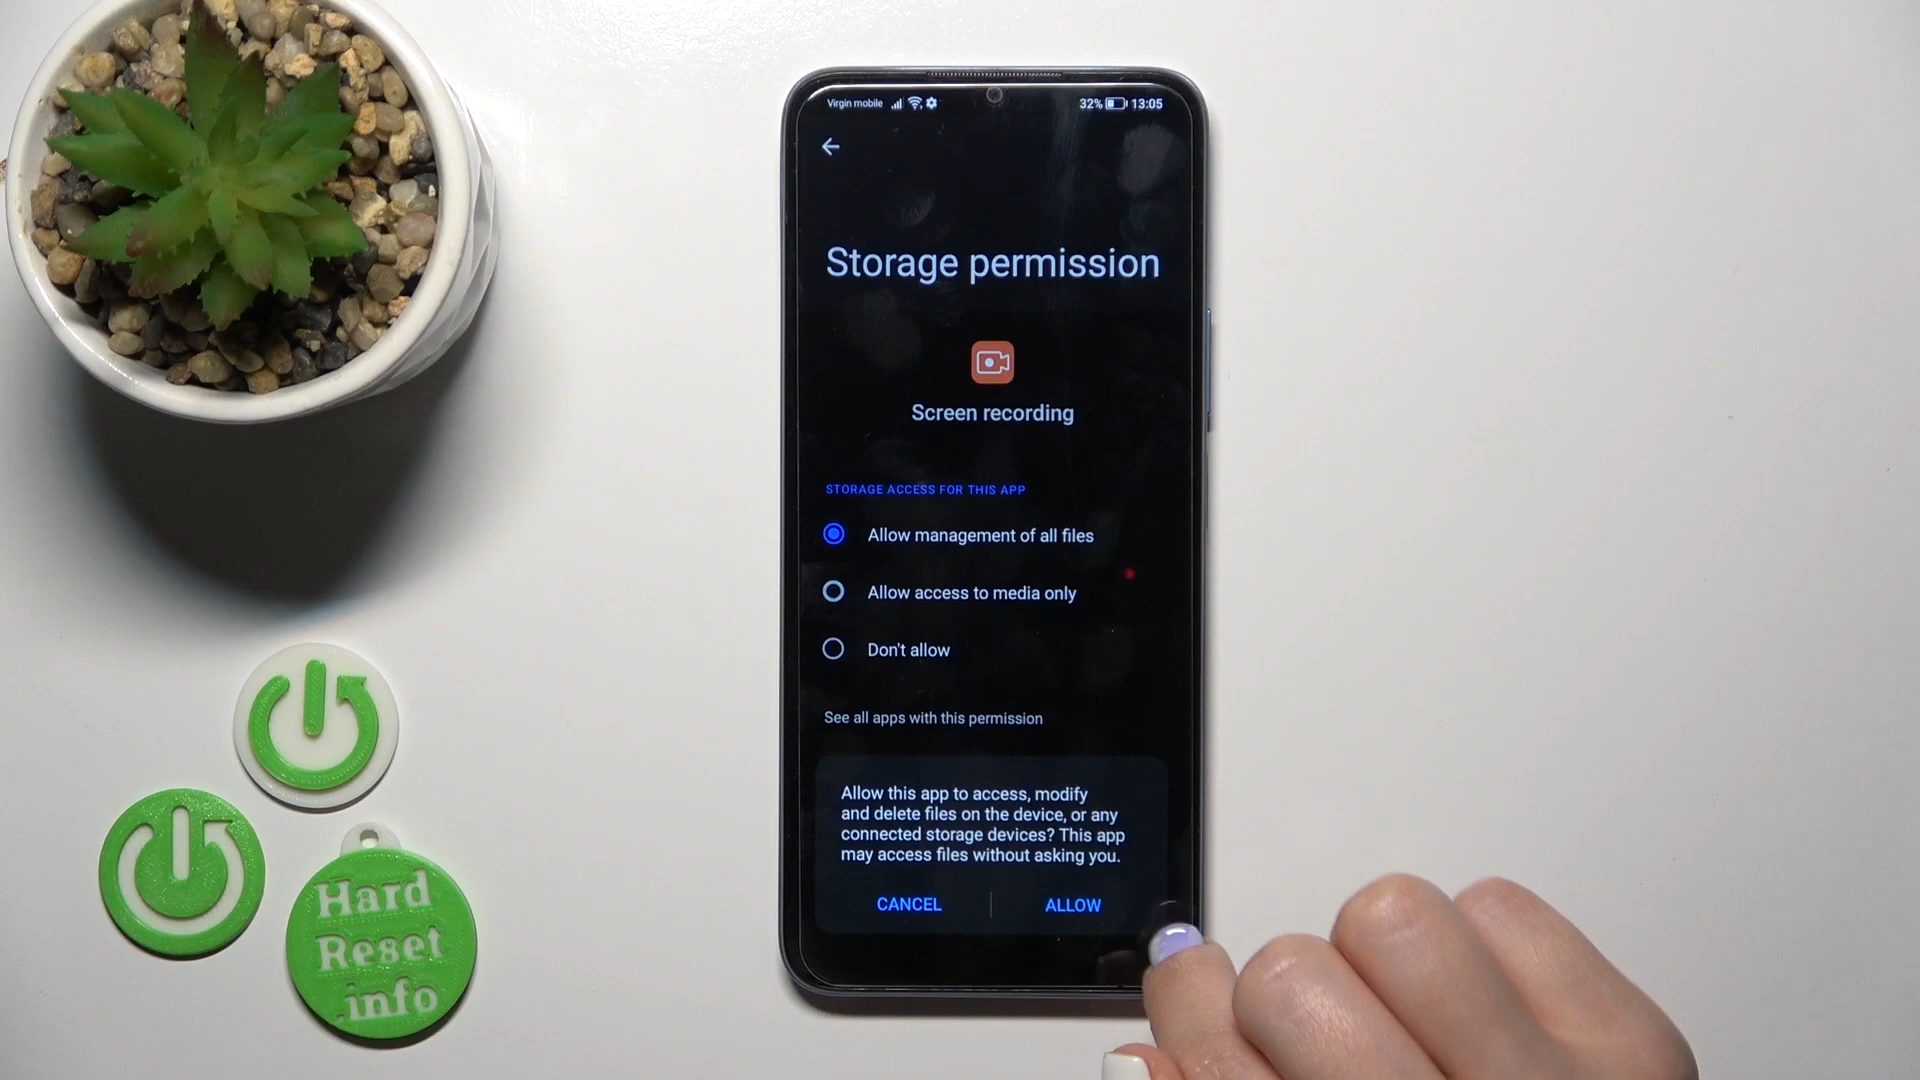 Virgin mobile
32% 13:05
Storage permission
Screen recording
STORAGE ACCESS FOR THIS APP
Allow management of all files
Allow access to media only
Don't allow
See all apps with this permission
Allow this app to access, modify
and delete files on the device, or any
connected storage devices? This app
may access files without asking you.
CANCEL
ALLOW
Hard
Reset
.info